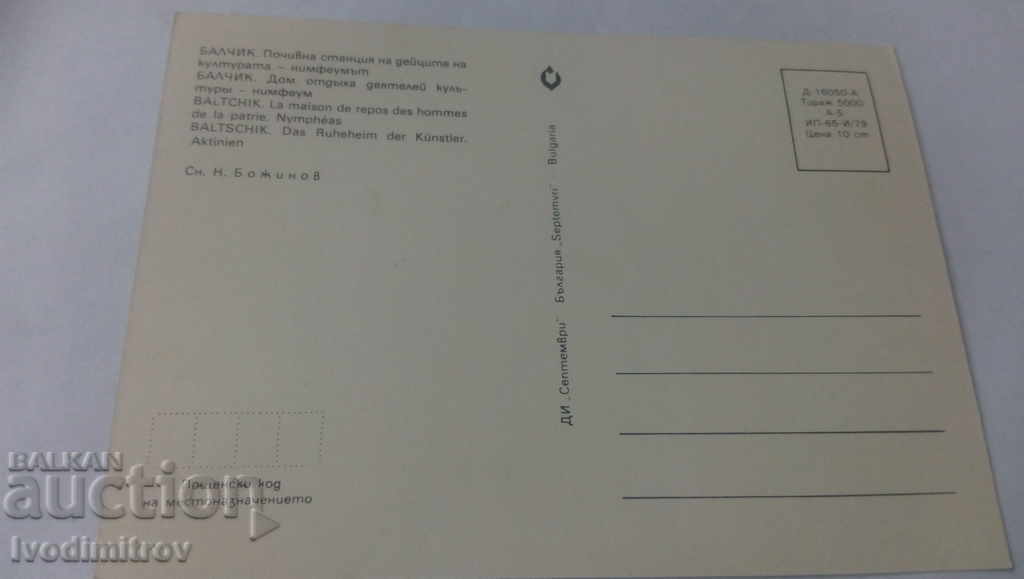 БАЛЧИК. Почивна станция на дейците на
културата – нимфеумът
БАЛЧИК. Дом отдыха деятелей куль-
туры – нимфеум
BALTCHIK. La maison de repos des hommes
de la patrie. Nymphéas
BALTSCHIK. Das Ruheheim der Künstler.
Aktinien
Сн. Н. Божинов
ДИ „Септември" България „Septemvri" Bulgaria
Д-16050-А
Тираж 5000
А-5
ИП-65-И/79
Цена 10 ст
Пощенски код
на местоназначението
BALKAN
auction
Ivodimitrov